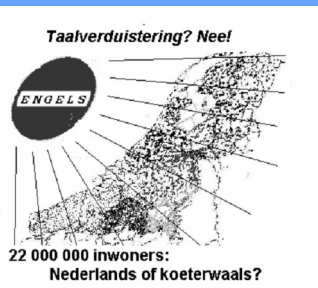 Taalverduistering? Nee!
ENGELS
22 000 000 inwoners:
Nederlands of koeterwaals?